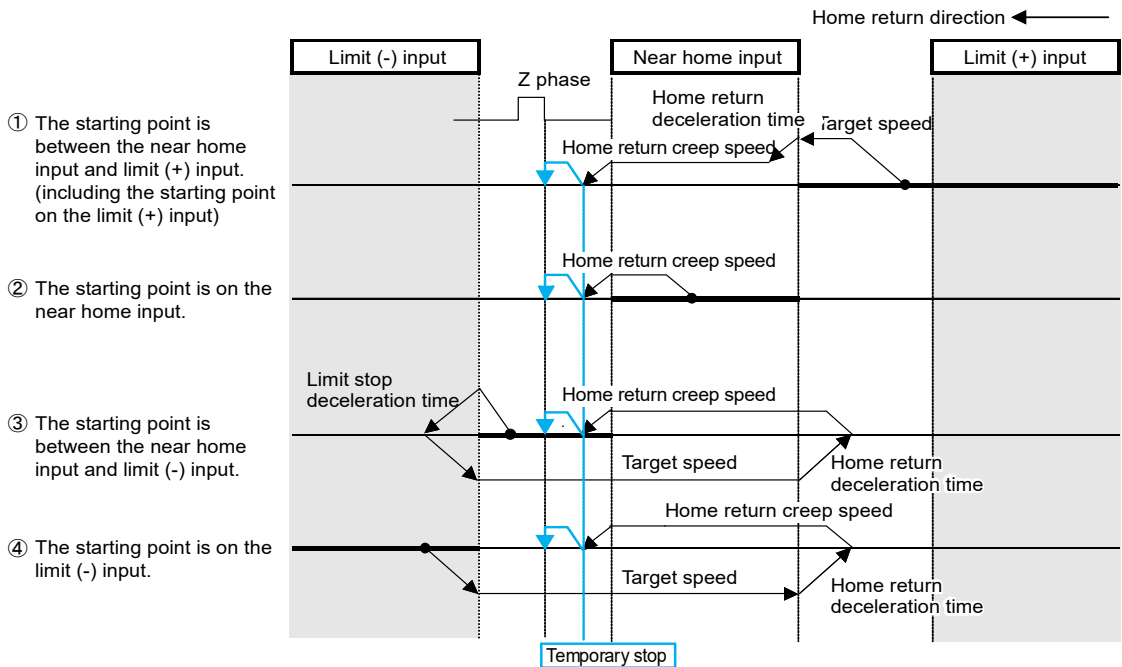 Home return direction
Limit (-) input
Near home input
Limit (+) input
Z phase
Home return
deceleration time
Target speed
Home return creep speed
① The starting point is
between the near home
input and limit (+) input.
(including the starting point
on the limit (+) input)
Home return creep speed
② The starting point is on the
near home input.
Limit stop
deceleration time
Home return creep speed
③ The starting point is
between the near home
input and limit (-) input.
Target speed
Home return
deceleration time
Home return creep speed
④ The starting point is on the
limit (-) input.
Target speed
Home return
deceleration time
Temporary stop